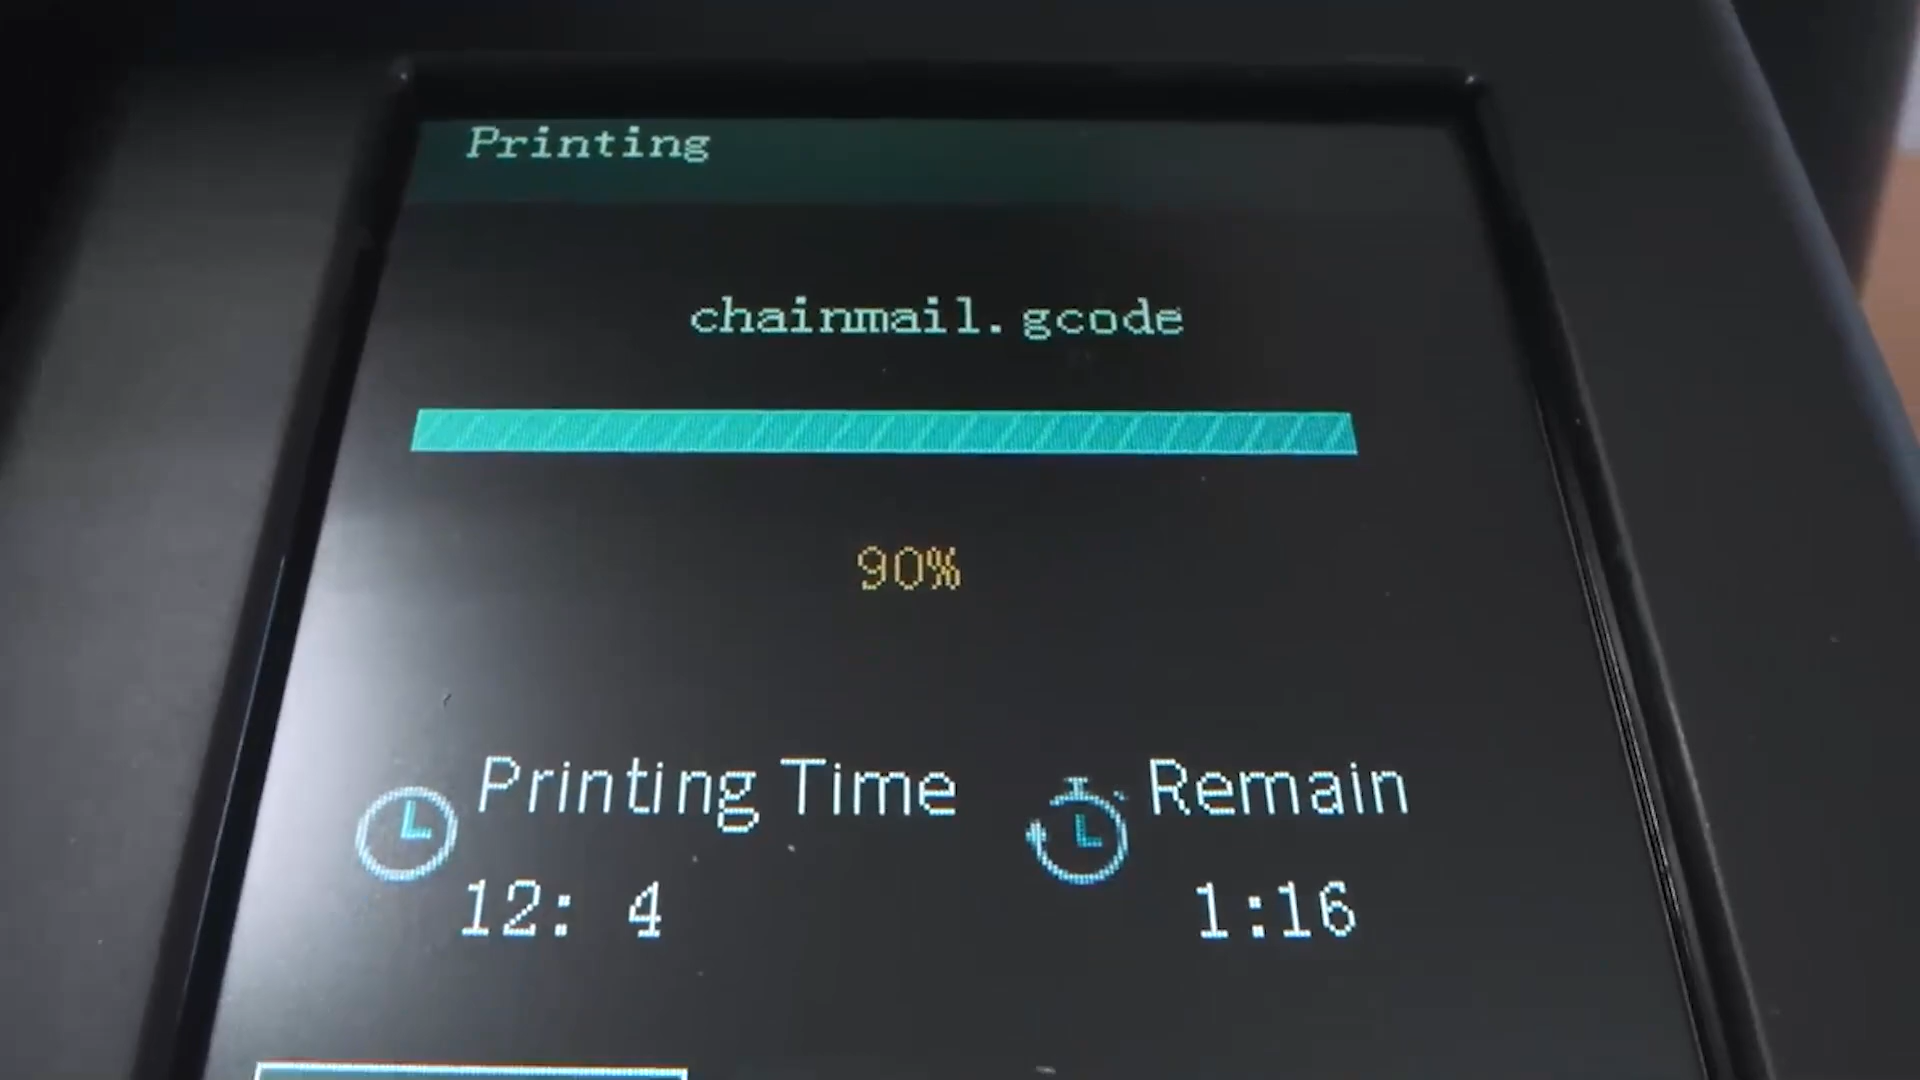 Printing
chainmail.gcode
90%
Printing Time
Remain
12: 4
1:16